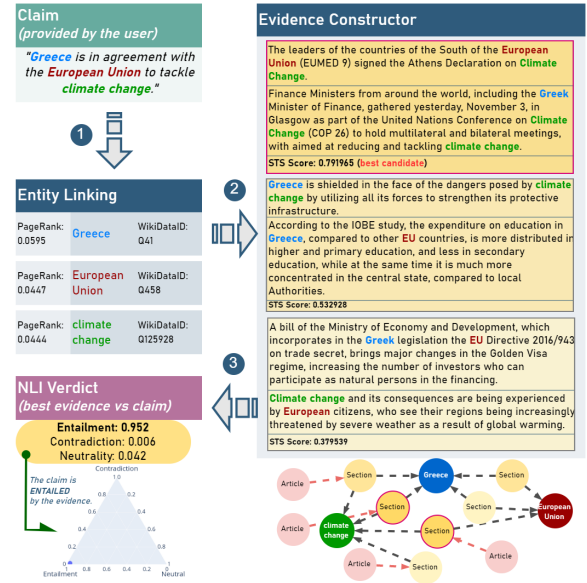 Claim
(provided by the user)
"Greece is in agreement with
the European Union to tackle
climate change."
1
Entity Linking
PageRank:
0.0595
Greece
WikiDataID:
Q41
PageRank:
0.0447
European
Union
WikiDataID:
Q458
PageRank:
0.0444
climate
change
WikiDataID:
Q125928
2
Evidence Constructor
The leaders of the countries of the South of the European
Union (EUMED 9) signed the Athens Declaration on Climate
Change.
Finance Ministers from around the world, including the Greek
Minister of Finance, gathered yesterday, November 3, in
Glasgow as part of the United Nations Conference on Climate
Change (COP 26) to hold multilateral and bilateral meetings,
with aimed at reducing and tackling climate change.
STS Score: 0.791965 (best candidate)
Greece is shielded in the face of the dangers posed by climate
change by utilizing all its forces to strengthen its protective
infrastructure.
According to the IOBE study, the expenditure on education in
Greece, compared to other EU countries, is more distributed in
higher and primary education, and less in secondary
education, while at the same time it is much more
concentrated in the central state, compared to local
Authorities.
STS Score: 0.532928
A bill of the Ministry of Economy and Development, which
incorporates in the Greek legislation the EU Directive 2016/943
on trade secret, brings major changes in the Golden Visa
regime, increasing the number of investors who can
participate as natural persons in the financing.
Climate change and its consequences are being experienced
by European citizens, who see their regions being increasingly
threatened by severe weather as a result of global warming.
STS Score: 0.379539
3
NLI Verdict
(best evidence vs claim)
Entailment: 0.952
Contradiction: 0.006
Neutrality: 0.042
The claim is
ENTAILED
by the evidence.
Contradiction
1.0
0.8
0.6
0.4
0.2
0
0
0.2
0.4
0.6
0.8
1
1
0.8
0.6
0.4
0.2
0
Entailment
Neutral
Article
Section
Greece
Section
Article
Section
Section
European
Union
climate
change
Section
Article
Section
Article